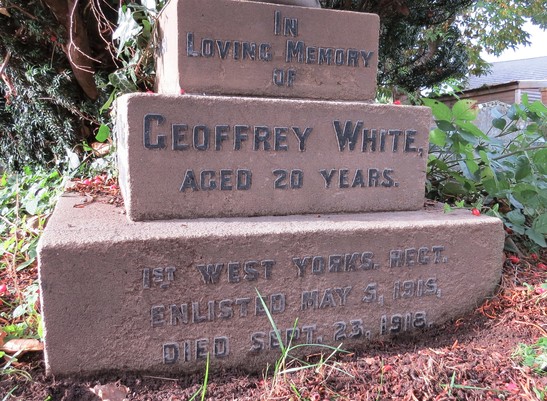 IN
LOVING MEMORY
OF
GEOFFREY WHITE,
AGED 20 YEARS.
1ST WEST YORKS. REGT.
ENLISTED MAY 5, 1915,
DIED SEPT. 23, 1918.